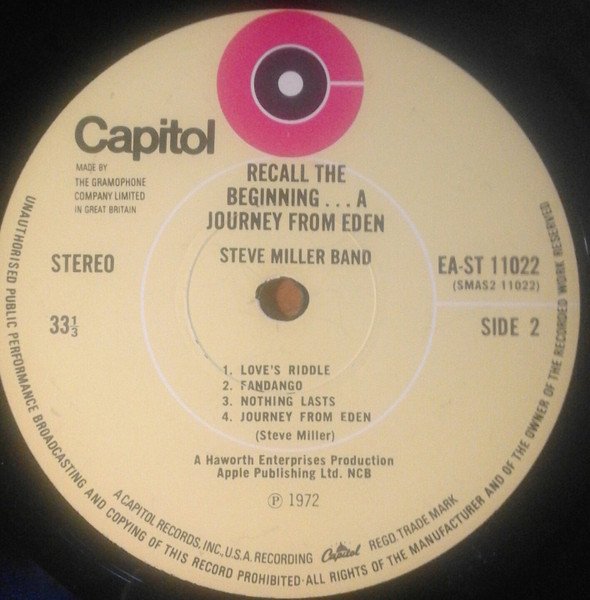 Capitol
MADE BY
THE GRAMOPHONE
COMPANY LIMITED
IN GREAT BRITAIN
RECALL THE
BEGINNING...A
JOURNEY FROM EDEN
STEVE MILLER BAND
STEREO
EA-ST 11022
(SMAS2 11022)
33⅓
SIDE 2
1. LOVE'S RIDDLE
2. FANDANGO
3. NOTHING LASTS
4. JOURNEY FROM EDEN
(Steve Miller)
A Haworth Enterprises Production
Apple Publishing Ltd. NCB
Ⓟ 1972
A CAPITOL RECORDS, INC., U.S.A. RECORDING Capitol REGD. TRADE MARK
UNAUTHORISED PUBLIC PERFORMANCE BROADCASTING AND COPYING OF THIS RECORD PROHIBITED·ALL RIGHTS OF THE MANUFACTURER AND OF THE OWNER OF THE RECORDED WORK RESERVED